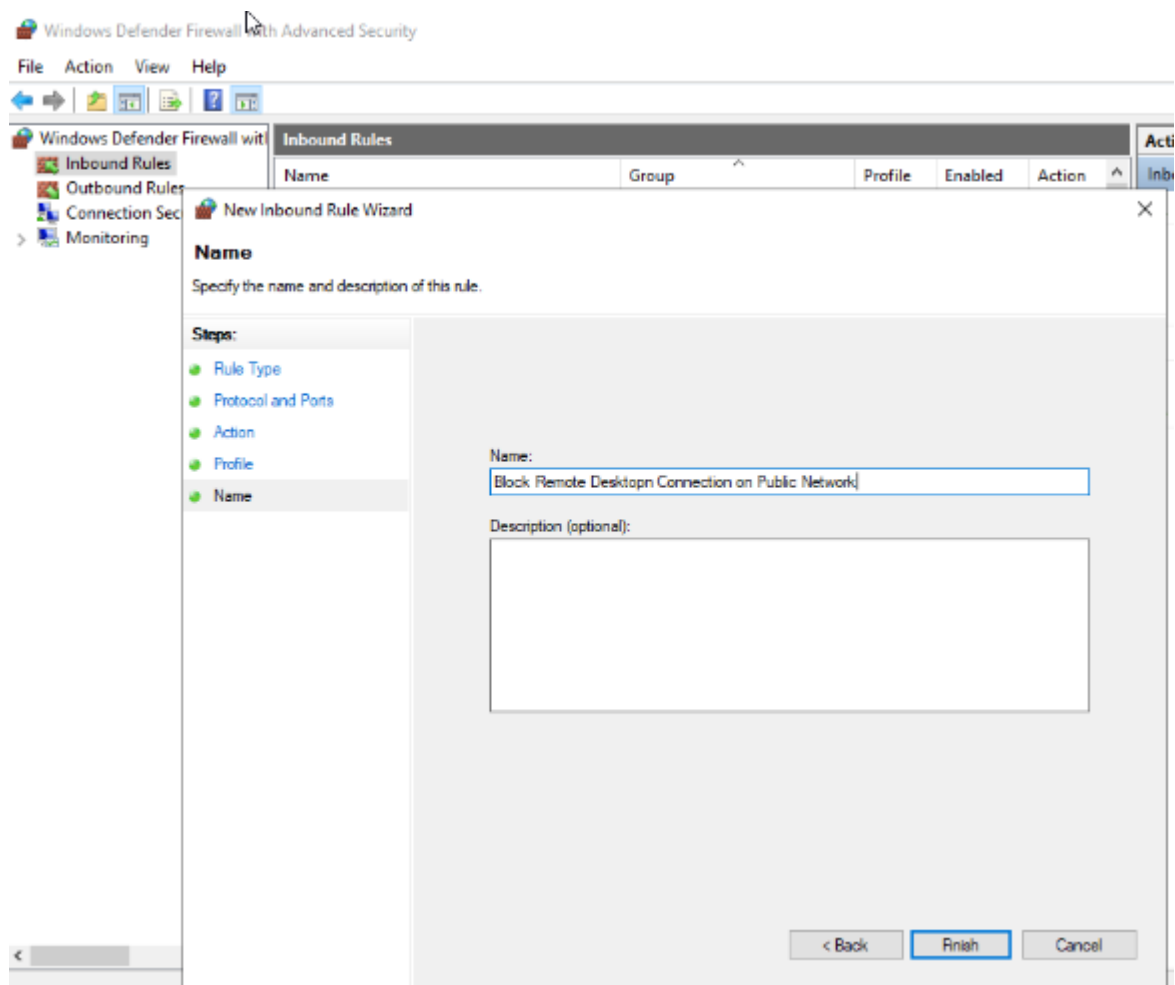 Windows Defender Firewall with Advanced Security
File Action View Help
Windows Defender Firewall with
Inbound Rules
Outbound Rules
Connection Sec
Monitoring
Inbound Rules
Name Group Profile Enabled Action
Acti
Inbo
New Inbound Rule Wizard
Name
Specify the name and description of this rule.
Steps:
Rule Type
Protocol and Ports
Action
Profile
Name
Name:
Block Remote Desktopn Connection on Public Network
Description (optional):
< Back Finish Cancel